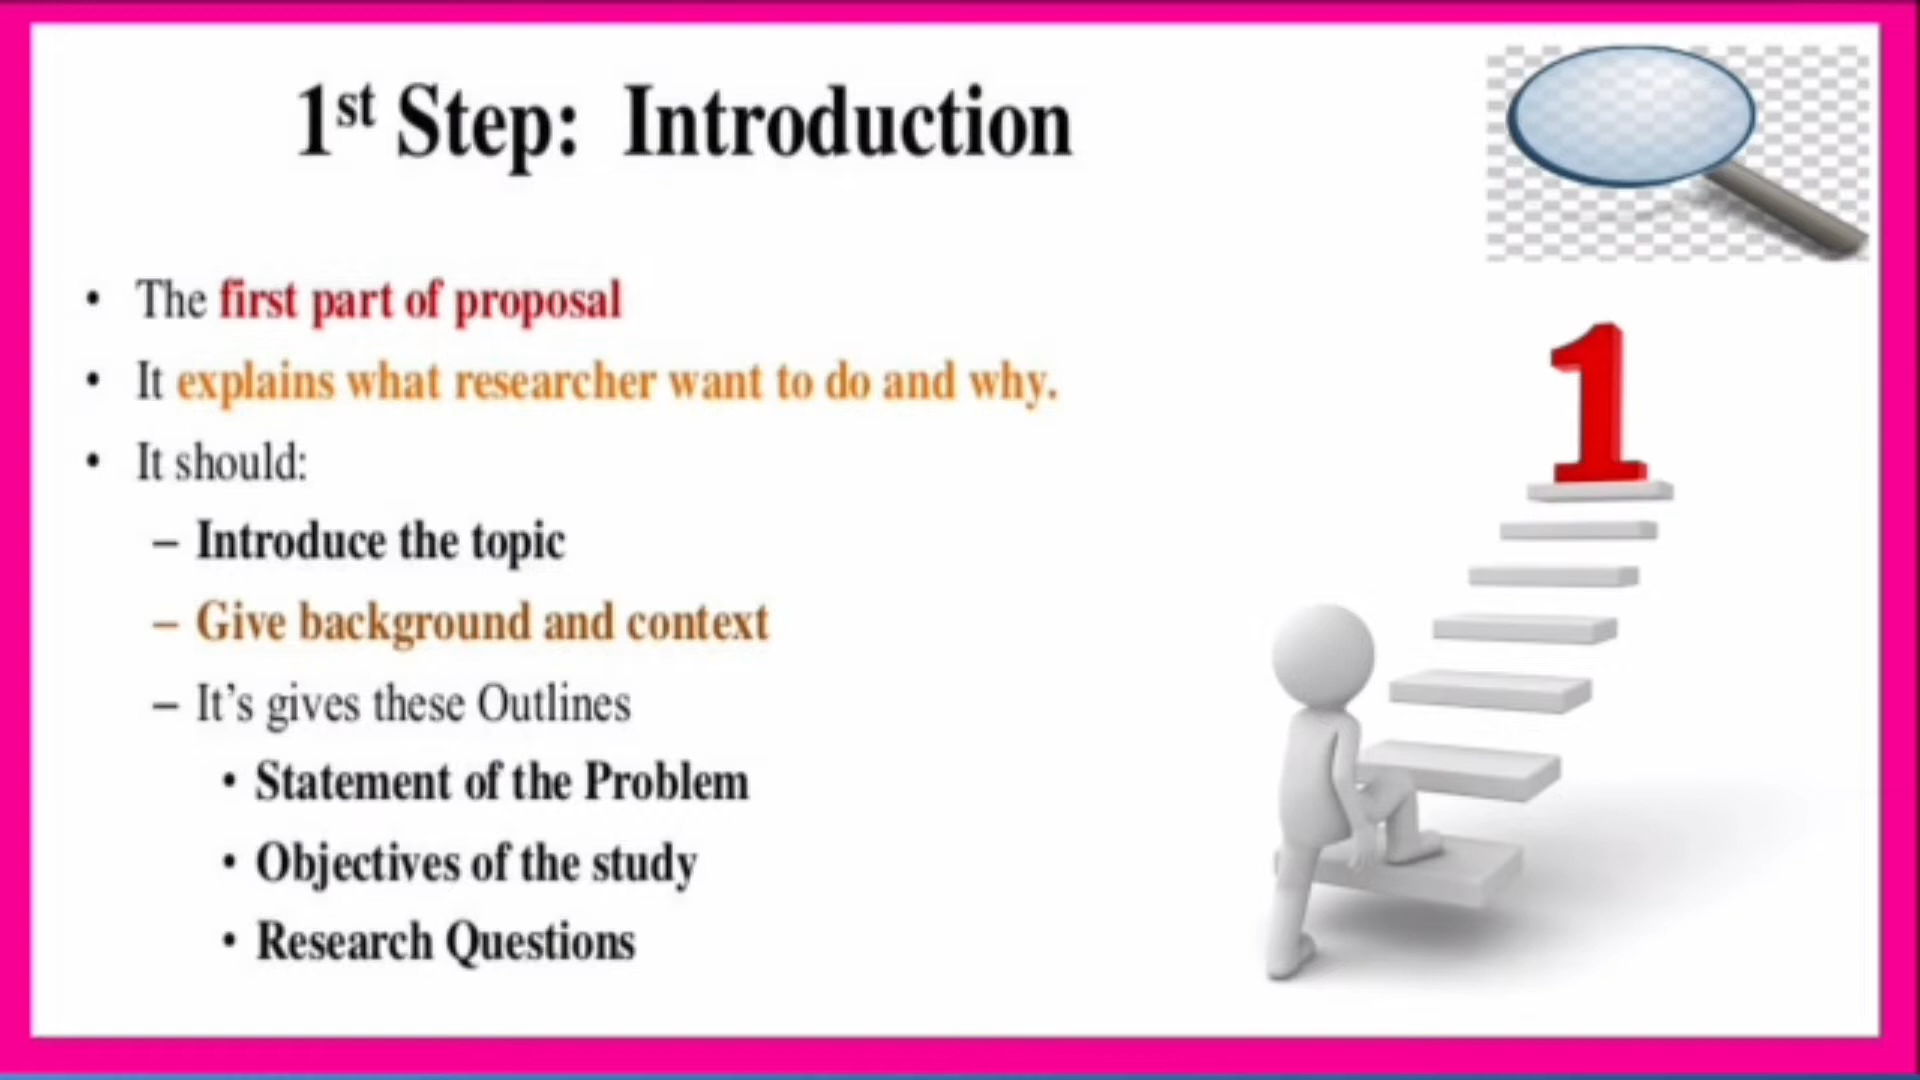 1st Step: Introduction
• The first part of proposal
• It explains what researcher want to do and why.
• It should:
– Introduce the topic
– Give background and context
– It’s gives these Outlines
• Statement of the Problem
• Objectives of the study
• Research Questions
1